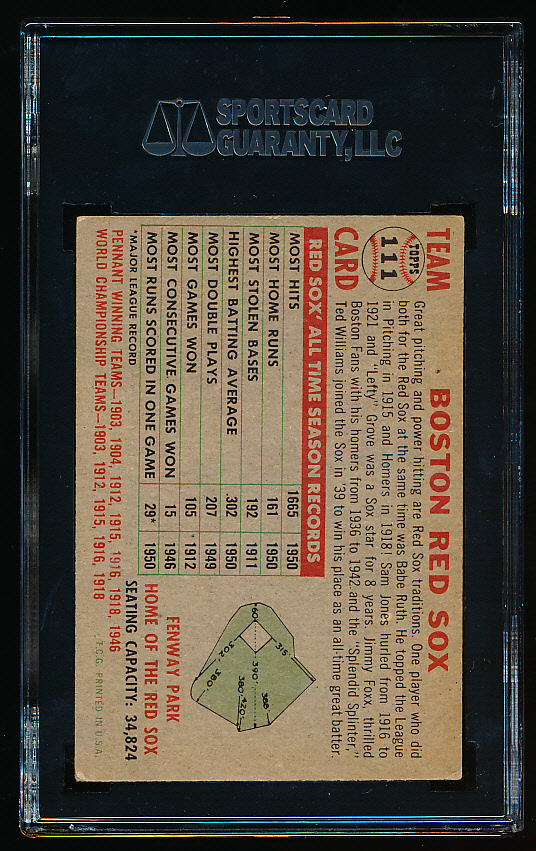 SPORTSCARD
GUARANTY, LLC
TEAM
CARD
TOPPS
111
BOSTON RED SOX
Great pitching and power hitting are Red Sox traditions. One player who did
both for the Red Sox at the same time was Babe Ruth. He topped the League
in Pitching in 1915 and Homers in 1918! Sam Jones hurled from 1916 to
1921 and "Lefty" Grove was a Sox star for 8 years. Jimmy Foxx, thrilled
Boston Fans with his homers from 1936 to 1942 and the "Splendid Splinter,"
Ted Williams joined the Sox in '39 to win his place as an all-time great batter.
RED SOX' ALL TIME SEASON RECORDS
MOST HITS 1665 1950
MOST HOME RUNS 161 1950
MOST STOLEN BASES 192 1911
HIGHEST BATTING AVERAGE .302 1950
MOST DOUBLE PLAYS 207 1949
MOST GAMES WON 105 1912
MOST CONSECUTIVE GAMES WON 15 1946
MOST RUNS SCORED IN ONE GAME 29* 1950
*MAJOR LEAGUE RECORD
60'
315'
390'
302'
380'
380'
420'
FENWAY PARK
HOME OF THE RED SOX
SEATING CAPACITY: 34,824
PENNANT WINNING TEAMS—1903, 1904, 1912, 1915, 1916, 1918, 1946
WORLD CHAMPIONSHIP TEAMS—1903, 1912, 1915, 1916, 1918
T.C.G. PRINTED IN U.S.A.